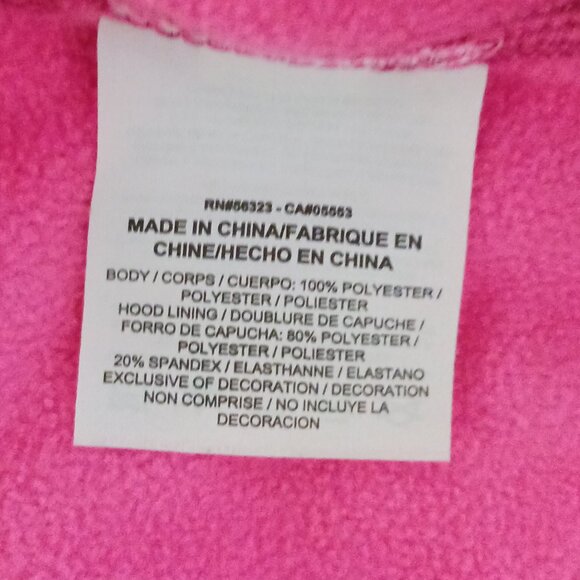 RN#56323 - CA#05553
MADE IN CHINA/FABRIQUE EN
CHINE/HECHO EN CHINA
BODY / CORPS / CUERPO: 100% POLYESTER /
POLYESTER / POLIESTER
HOOD LINING / DOUBLURE DE CAPUCHE /
FORRO DE CAPUCHA: 80% POLYESTER /
POLYESTER / POLIESTER
20% SPANDEX / ELASTHANNE / ELASTANO
EXCLUSIVE OF DECORATION / DECORATION
NON COMPRISE / NO INCLUYE LA
DECORACION